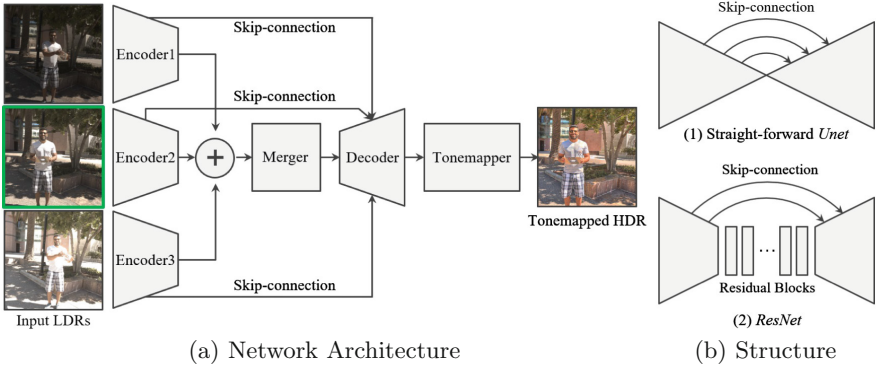 Skip-connection
Encoder1
Skip-connection
Encoder2
+
Merger
Decoder
Tonemapper
Encoder3
Tonemapped HDR
Skip-connection
Input LDRs
(a) Network Architecture
Skip-connection
(1) Straight-forward Unet
Skip-connection
...
Residual Blocks
(2) ResNet
(b) Structure